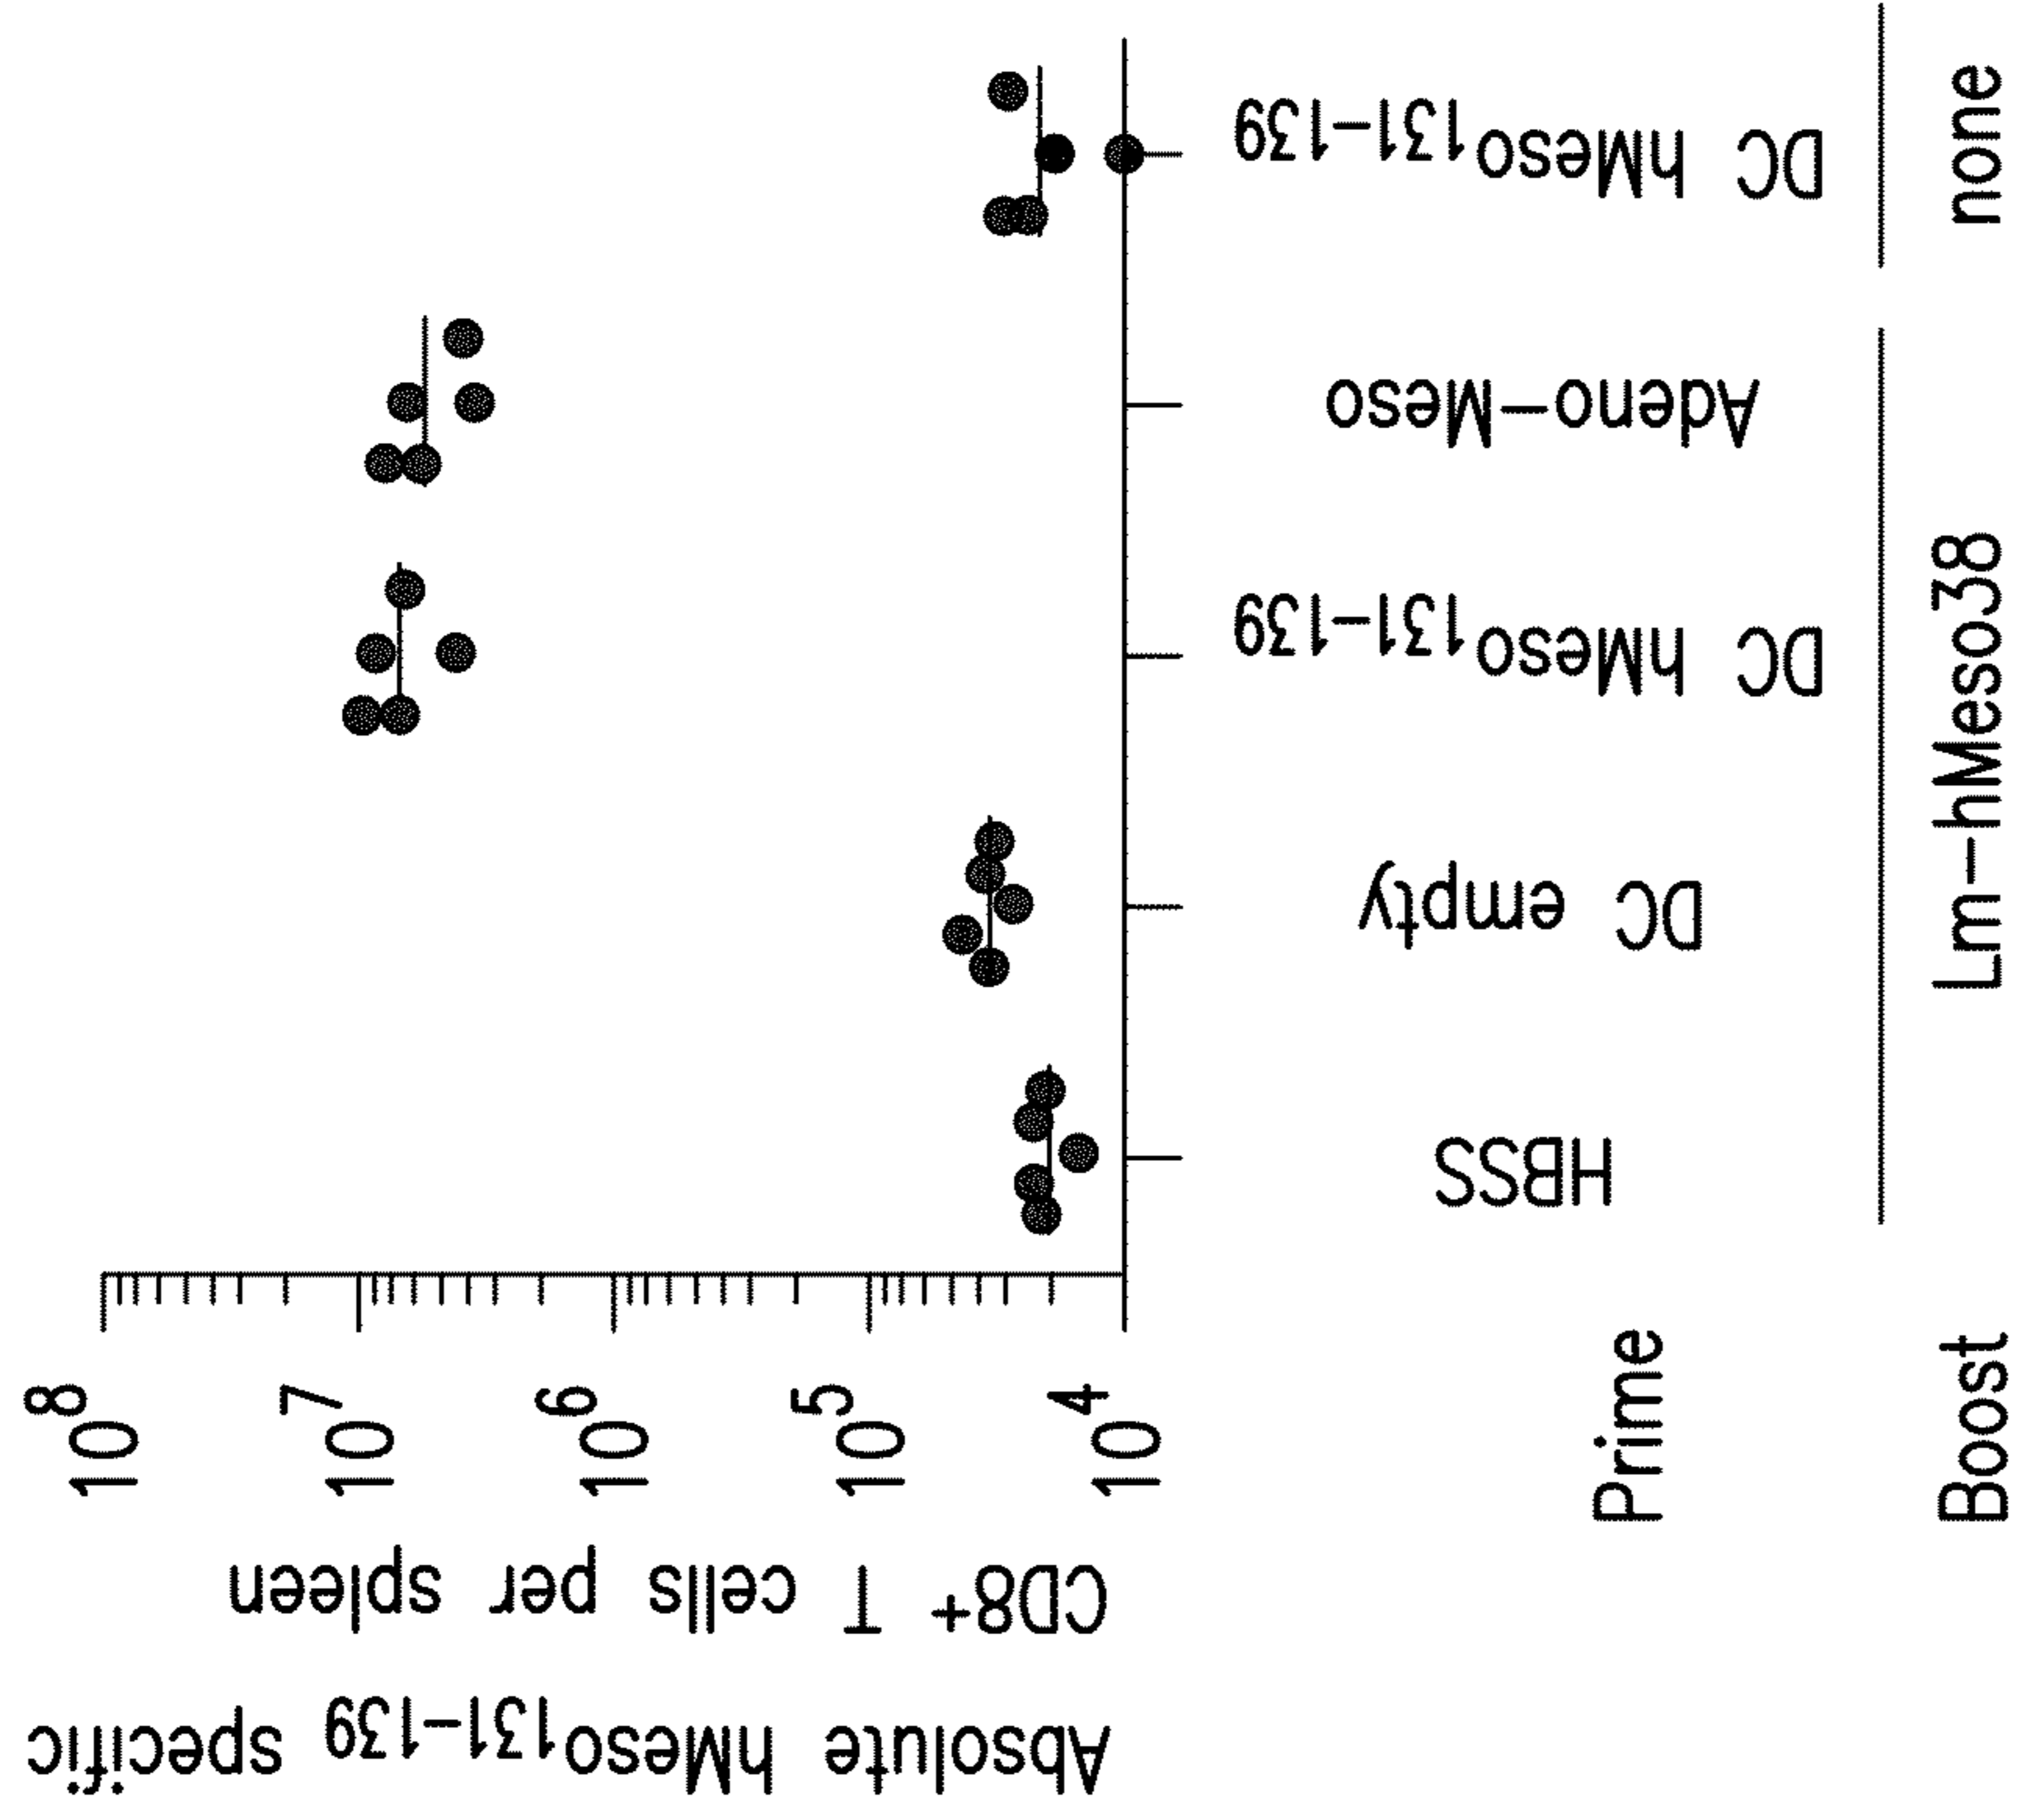 Absolute hMeso131-139 specific
CD8+ T cells per spleen
10^8
10^7
10^6
10^5
10^4
Prime
HBSS
DC empty
DC hMeso131-139
Adeno-Meso
DC hMeso131-139
Boost
Lm-hMeso38
none